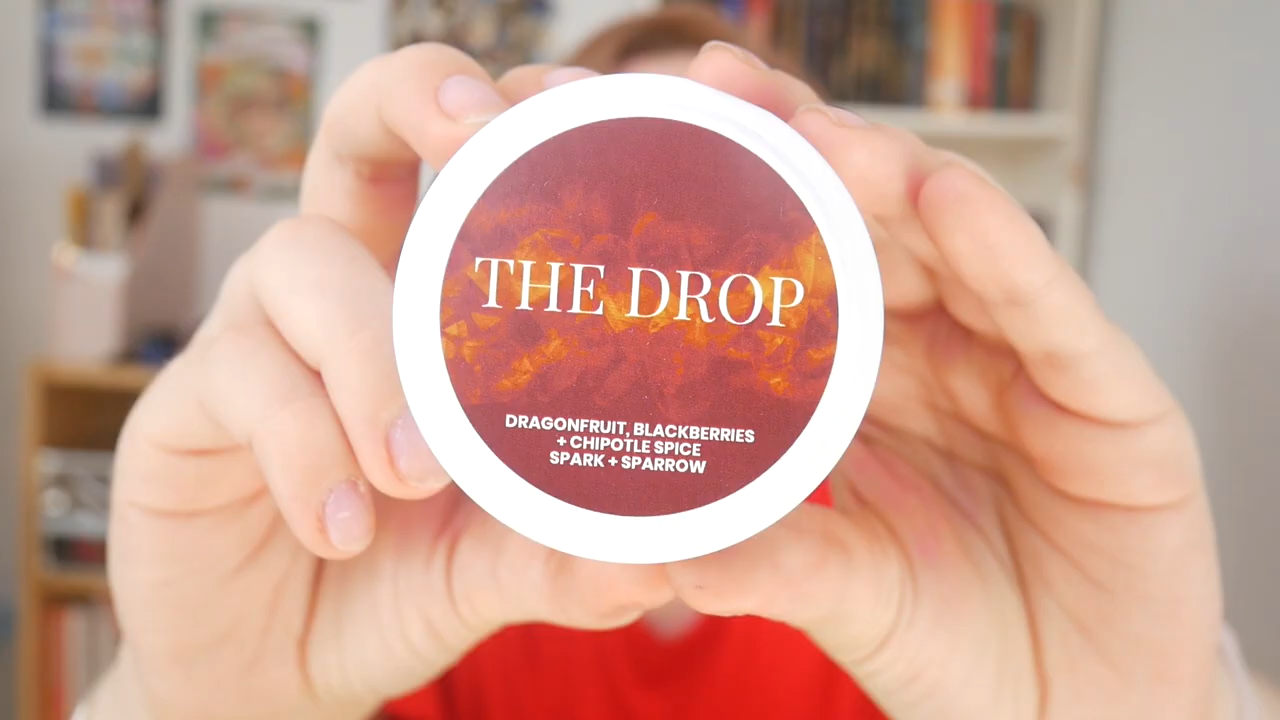 THE DROP
DRAGONFRUIT, BLACKBERRIES
+ CHIPOTLE SPICE
SPARK + SPARROW